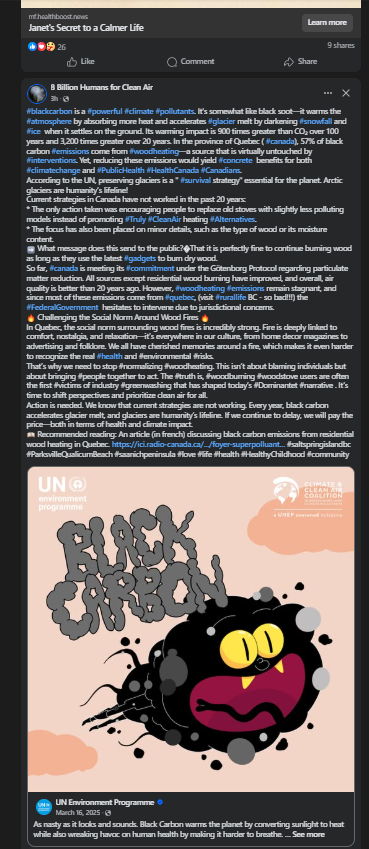 mf.healthboost.news
Janet's Secret to a Calmer Life
Learn more
26
9 shares
Like
Comment
Share
8 Billion Humans for Clean Air
3h
#blackcarbon is a #powerful #climate #pollutants. It's somewhat like black soot—it warms the
#atmosphere by absorbing more heat and accelerates #glacier melt by darkening #snowfall and
#ice when it settles on the ground. Its warming impact is 900 times greater than CO₂ over 100
years and 3,200 times greater over 20 years. In the province of Quebec ( #canada), 57% of black
carbon #emissions come from #woodheating—a source that is virtually untouched by
#interventions. Yet, reducing these emissions would yield #concrete benefits for both
#climatechange and #PublicHealth #HealthCanada #Canadians.
According to the UN, preserving glaciers is a " #survival strategy" essential for the planet. Arctic
glaciers are humanity's lifeline!
Current strategies in Canada have not worked in the past 20 years:
* The only action taken was encouraging people to replace old stoves with slightly less polluting
models instead of promoting #Truly #CleanAir heating #Alternatives.
* The focus has also been placed on minor details, such as the type of wood or its moisture
content.
➡️ What message does this send to the public?�That it is perfectly fine to continue burning wood
as long as they use the latest #gadgets to burn dry wood.
So far, #canada is meeting its #commitment under the Götenborg Protocol regarding particulate
matter reduction. All sources except residential wood burning have improved, and overall, air
quality is better than 20 years ago. However, #woodheating #emissions remain stagnant, and
since most of these emissions come from #quebec, (visit #rurallife BC - so bad!!!) the
#FederalGovernment hesitates to intervene due to jurisdictional concerns.
🔥 Challenging the Social Norm Around Wood Fires 🔥
In Quebec, the social norm surrounding wood fires is incredibly strong. Fire is deeply linked to
comfort, nostalgia, and relaxation—it's everywhere in our culture, from home decor magazines to
advertising and folklore. We all have cherished memories around a fire, which makes it even harder
to recognize the real #health and #environmental #risks.
That's why we need to stop #normalizing #woodheating. This isn't about blaming individuals but
about bringing #people together to act. The #truth is, #woodburning #woodstove users are often
the first #victims of industry #greenwashing that has shaped today's #Dominantet #narrative . It's
time to shift perspectives and prioritize clean air for all.
Action is needed. We know that current strategies are not working. Every year, black carbon
accelerates glacier melt, and glaciers are humanity's lifeline. If we continue to delay, we will pay the
price—both in terms of health and climate impact.
📖 Recommended reading: An article (in french) discussing black carbon emissions from residential
wood heating in Quebec. https://ici.radio-canada.ca/.../foyer-superpolluant... #saltspringislandbc
#ParksvilleQualicumBeach #saanichpeninsula #love #life #health #HealthyChildhood #community
UN
environment
programme
CLIMATE &
CLEAN AIR
COALITION
A UNEP convened initiative
BLACK
CARBON
UN Environment Programme
March 16, 2025
As nasty as it looks and sounds. Black Carbon warms the planet by converting sunlight to heat
while also wreaking havoc on human health by making it harder to breathe. ... See more